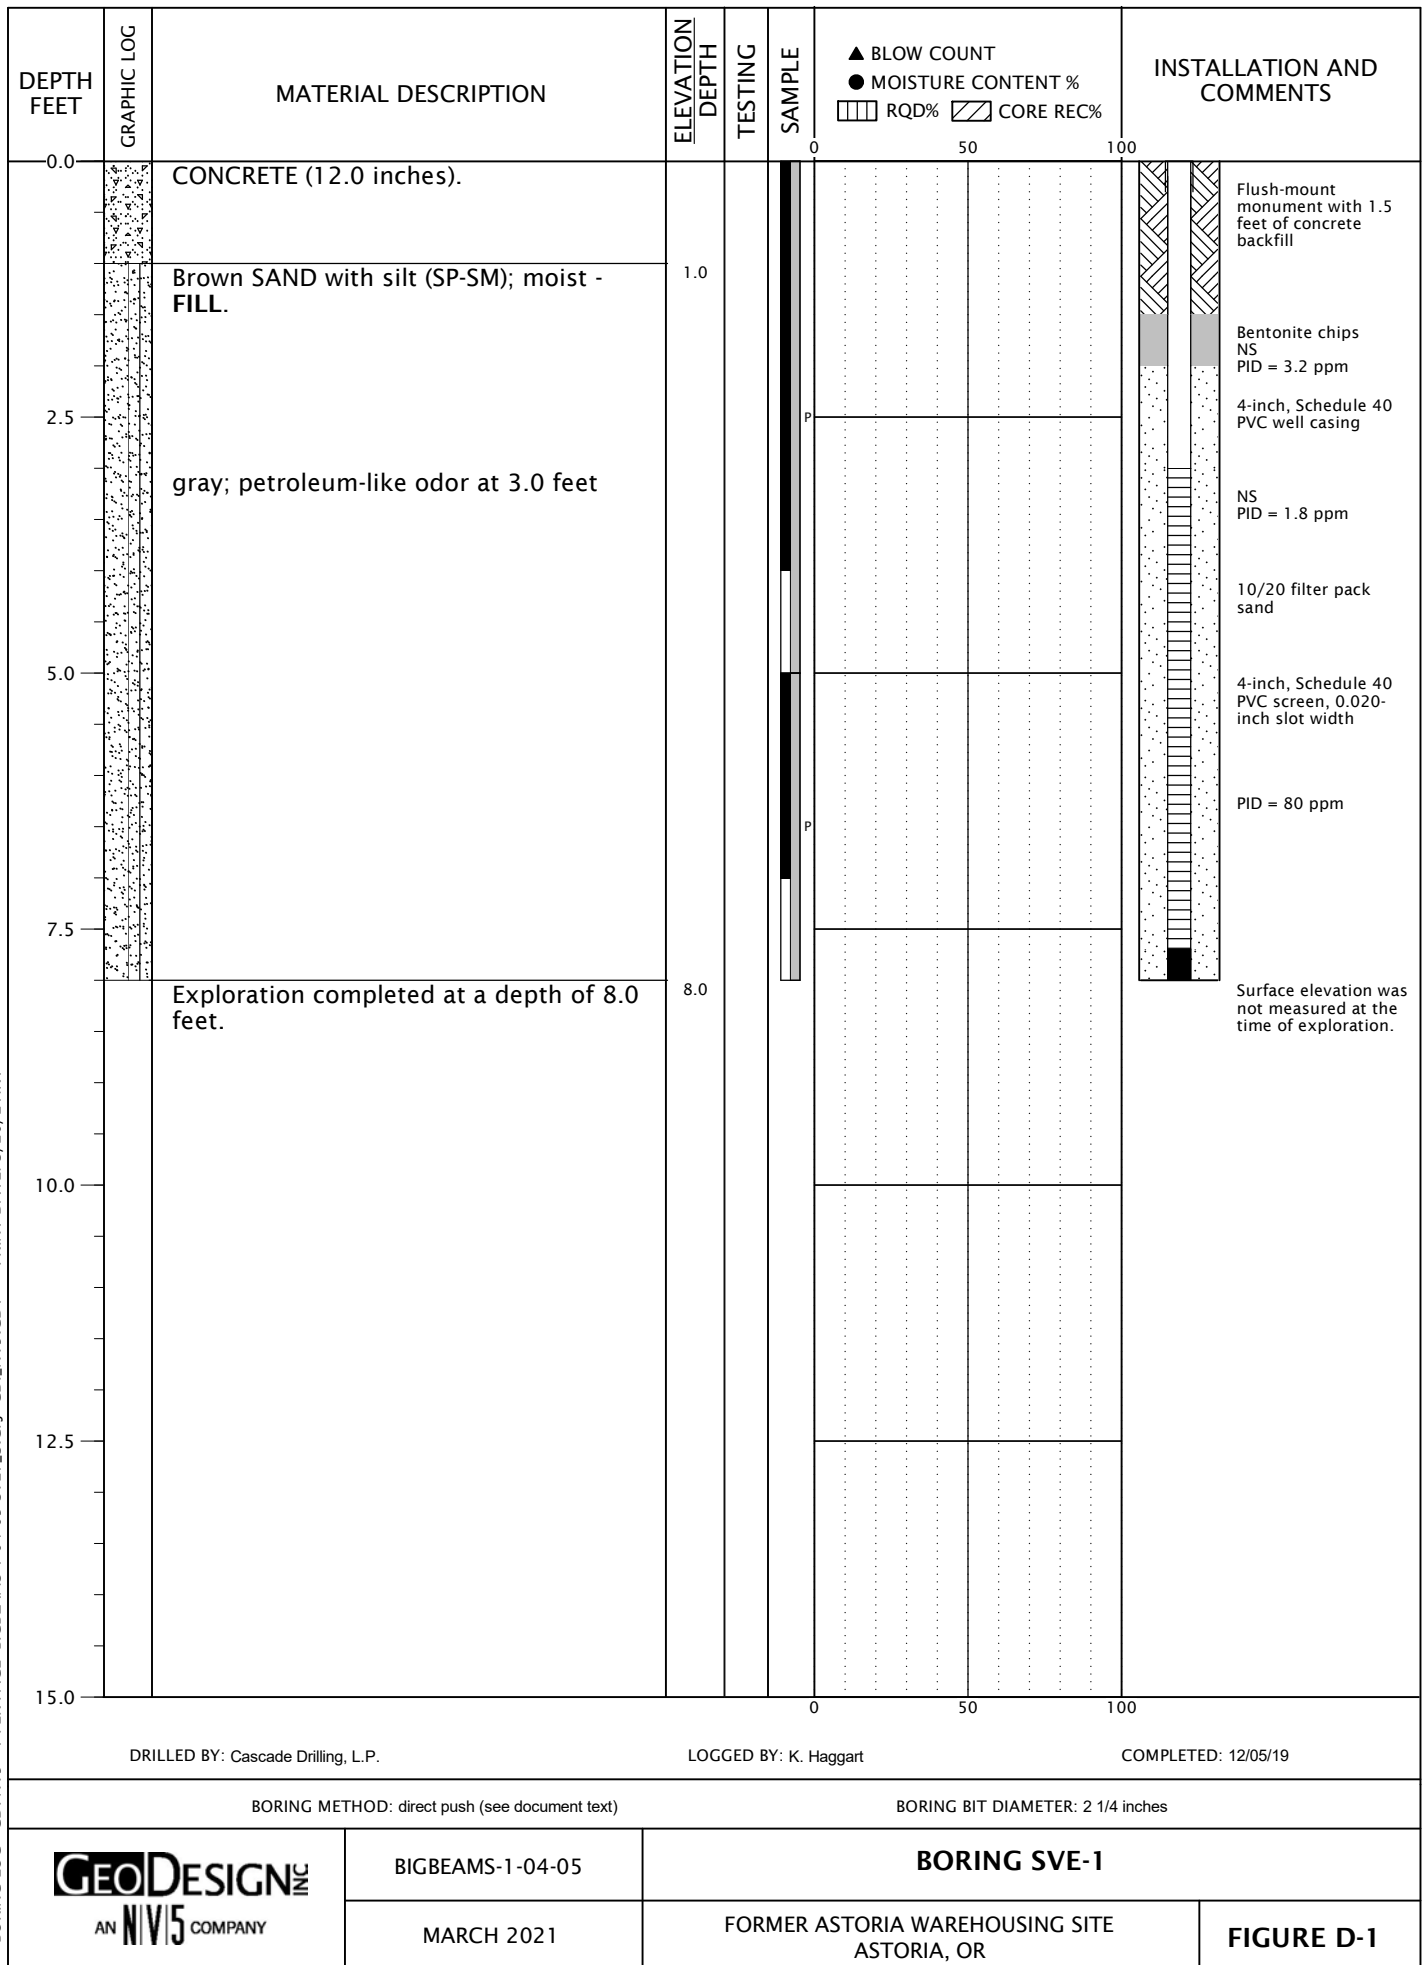 DEPTH
FEET
GRAPHIC LOG
MATERIAL DESCRIPTION
ELEVATION
DEPTH
TESTING
SAMPLE
▲ BLOW COUNT
● MOISTURE CONTENT %
RQD% CORE REC%
INSTALLATION AND
COMMENTS
0 50 100
0.0
CONCRETE (12.0 inches).
Flush-mount
monument with 1.5
feet of concrete
backfill
Brown SAND with silt (SP-SM); moist -
FILL.
1.0
Bentonite chips
NS
PID = 3.2 ppm
2.5
P
4-inch, Schedule 40
PVC well casing
gray; petroleum-like odor at 3.0 feet
NS
PID = 1.8 ppm
10/20 filter pack
sand
5.0
4-inch, Schedule 40
PVC screen, 0.020-
inch slot width
PID = 80 ppm
P
7.5
Exploration completed at a depth of 8.0
feet.
8.0
Surface elevation was
not measured at the
time of exploration.
10.0
12.5
15.0
0 50 100
DRILLED BY: Cascade Drilling, L.P.
LOGGED BY: K. Haggart
COMPLETED: 12/05/19
BORING METHOD: direct push (see document text)
BORING BIT DIAMETER: 2 1/4 inches
GEODESIGN INC
AN N|V|5 COMPANY
BIGBEAMS-1-04-05
BORING SVE-1
MARCH 2021
FORMER ASTORIA WAREHOUSING SITE
ASTORIA, OR
FIGURE D-1